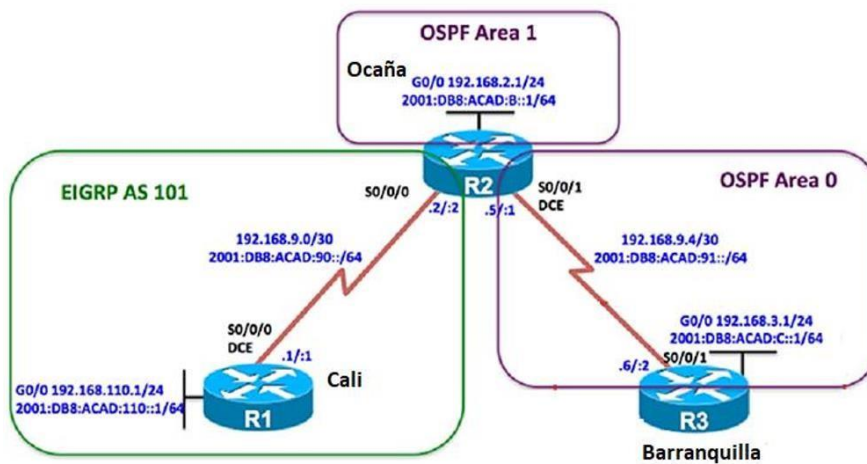 OSPF Area 1
Ocaña
G0/0 192.168.2.1/24
2001:DB8:ACAD:B::1/64
R2
EIGRP AS 101
S0/0/0
.2/:2
.5/:1
S0/0/1
DCE
OSPF Area 0
192.168.9.0/30
2001:DB8:ACAD:90::/64
192.168.9.4/30
2001:DB8:ACAD:91::/64
S0/0/0
DCE
.1/:1
Cali
G0/0 192.168.110.1/24
2001:DB8:ACAD:110::1/64
R1
G0/0 192.168.3.1/24
2001:DB8:ACAD:C::1/64
.6/:2
S0/0/1
R3
Barranquilla